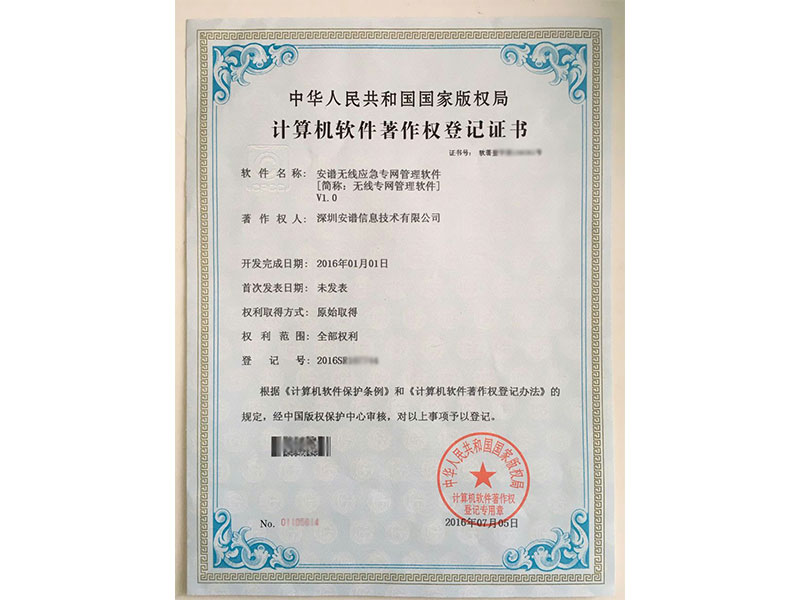 中华人民共和国国家版权局
计算机软件著作权登记证书
证书号： 软著
软件名称： 安谱无线应急专网管理软件
[简称：无线专网管理软件]
V1.0
著作权人： 深圳安谱信息技术有限公司
开发完成日期： 2016年01月01日
首次发表日期： 未发表
权利取得方式： 原始取得
权利范围： 全部权利
登记号： 2016SR
根据《计算机软件保护条例》和《计算机软件著作权登记办法》的
规定，经中国版权保护中心审核，对以上事项予以登记。
中华人民共和国国家版权局
计算机软件著作权
登记专用章
No.
2016年07月05日